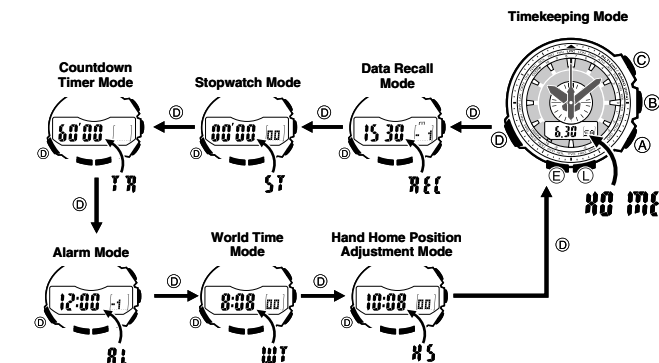 Timekeeping Mode
Countdown
Timer Mode
Stopwatch Mode
Data Recall
Mode
C
B
A
D
E
L
6.30
HOME
D
15 30 -1
REC
D
D
00'00 00
ST
D
D
60'00
TR
D
D
Alarm Mode
World Time
Mode
Hand Home Position
Adjustment Mode
12:00 -1
D
AL
D
8:08 00
D
WT
D
10:08 00
D
HS
D